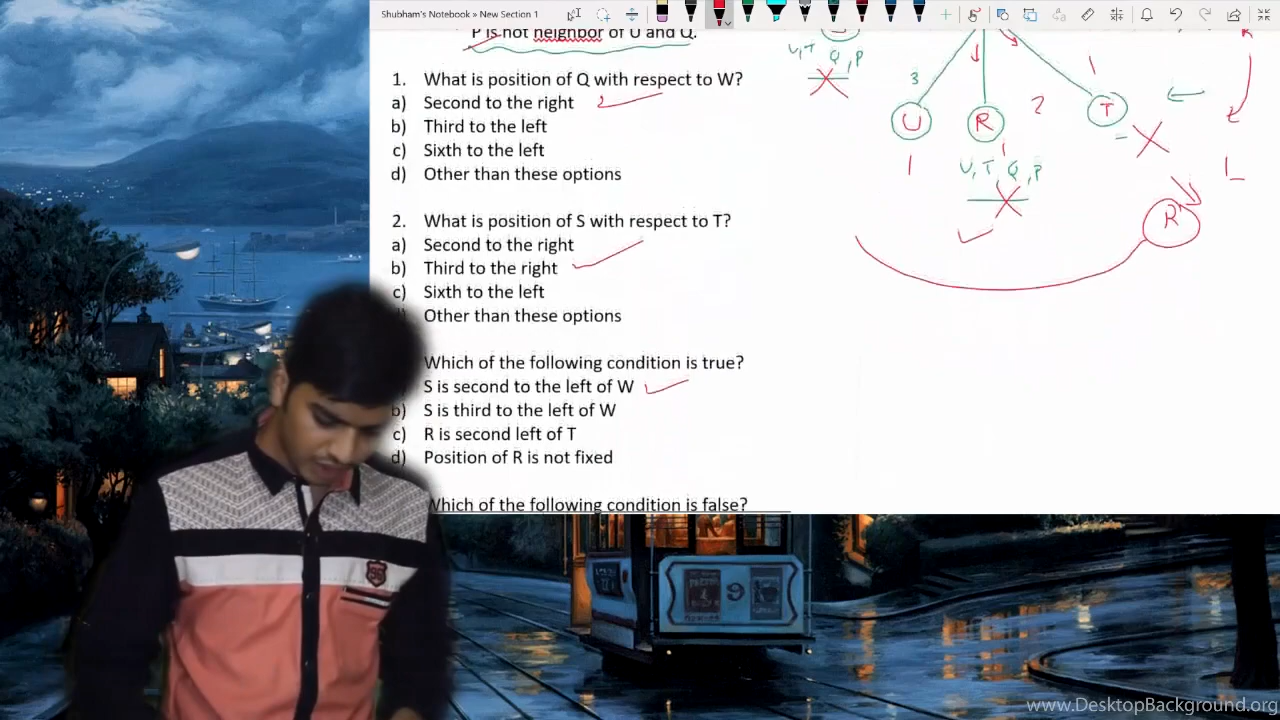 Shubham's Notebook » New Section 1
P is not neighbor of U and Q.
U,T Q,P
1. What is position of Q with respect to W?
a) Second to the right
b) Third to the left
c) Sixth to the left
d) Other than these options
3
1
U
R
2
T
1
1
U, T, Q, P
L
R
2. What is position of S with respect to T?
a) Second to the right
b) Third to the right
c) Sixth to the left
Other than these options
Which of the following condition is true?
S is second to the left of W
b) S is third to the left of W
c) R is second left of T
d) Position of R is not fixed
Which of the following condition is false?
9
www.DesktopBackground.org